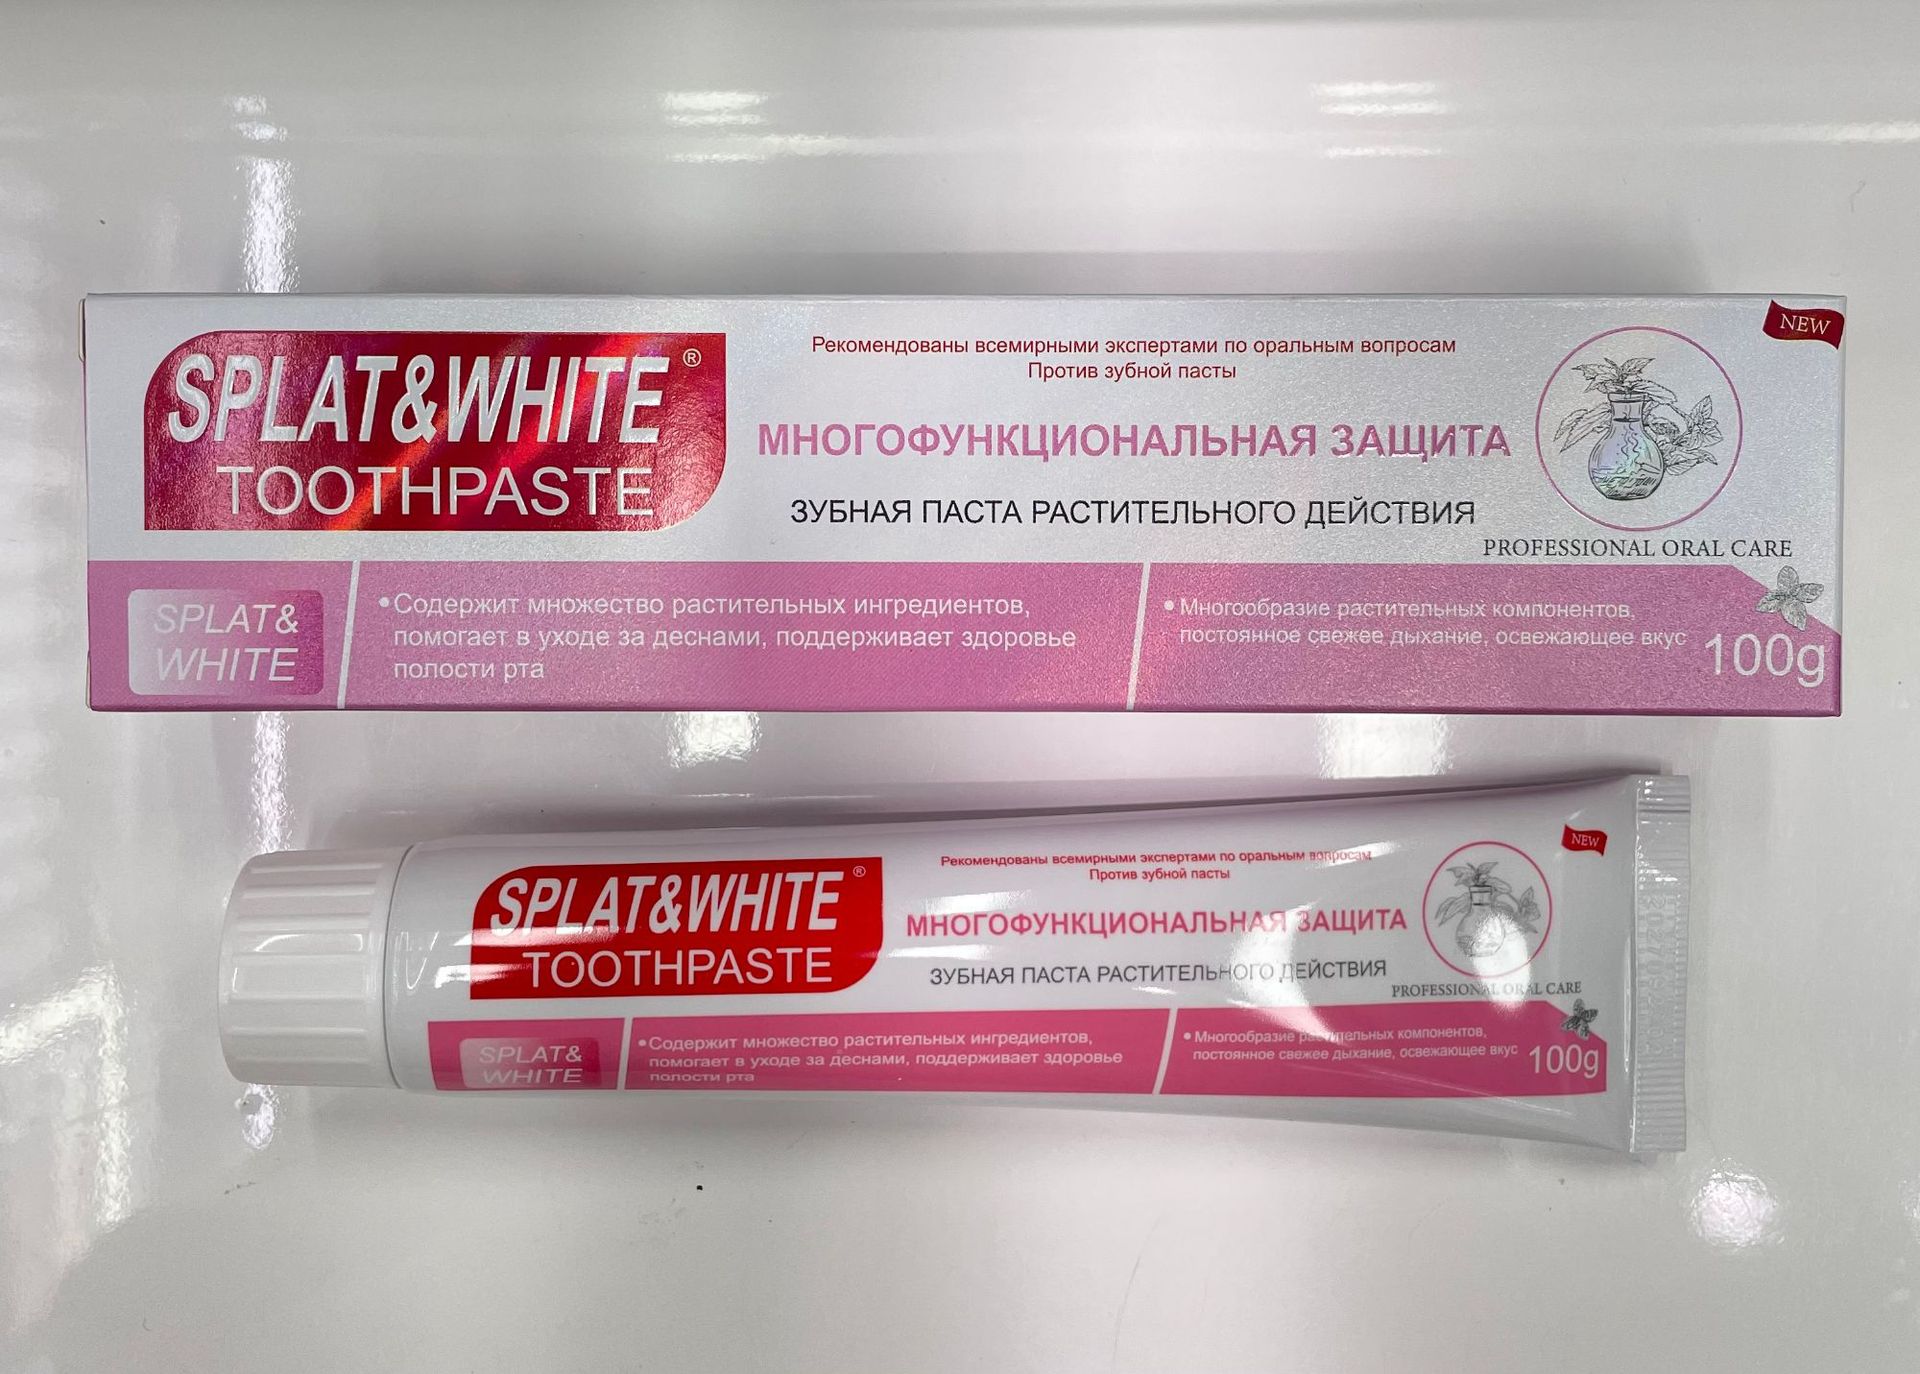 SPLAT&WHITE®
TOOTHPASTE
Рекомендованы всемирными экспертами по оральным вопросам
Против зубной пасты
МНОГОФУНКЦИОНАЛЬНАЯ ЗАЩИТА
ЗУБНАЯ ПАСТА РАСТИТЕЛЬНОГО ДЕЙСТВИЯ
NEW
PROFESSIONAL ORAL CARE
SPLAT&
WHITE
•Содержит множество растительных ингредиентов,
помогает в уходе за деснами, поддерживает здоровье
полости рта
•Многообразие растительных компонентов,
постоянное свежее дыхание, освежающее вкус
100g
SPLAT&WHITE®
TOOTHPASTE
Рекомендованы всемирными экспертами по оральным вопросам
Против зубной пасты
МНОГОФУНКЦИОНАЛЬНАЯ ЗАЩИТА
ЗУБНАЯ ПАСТА РАСТИТЕЛЬНОГО ДЕЙСТВИЯ
NEW
PROFESSIONAL ORAL CARE
SPLAT&
WHITE
•Содержит множество растительных ингредиентов,
помогает в уходе за деснами, поддерживает здоровье
полости рта
•Многообразие растительных компонентов,
постоянное свежее дыхание, освежающее вкус
100g